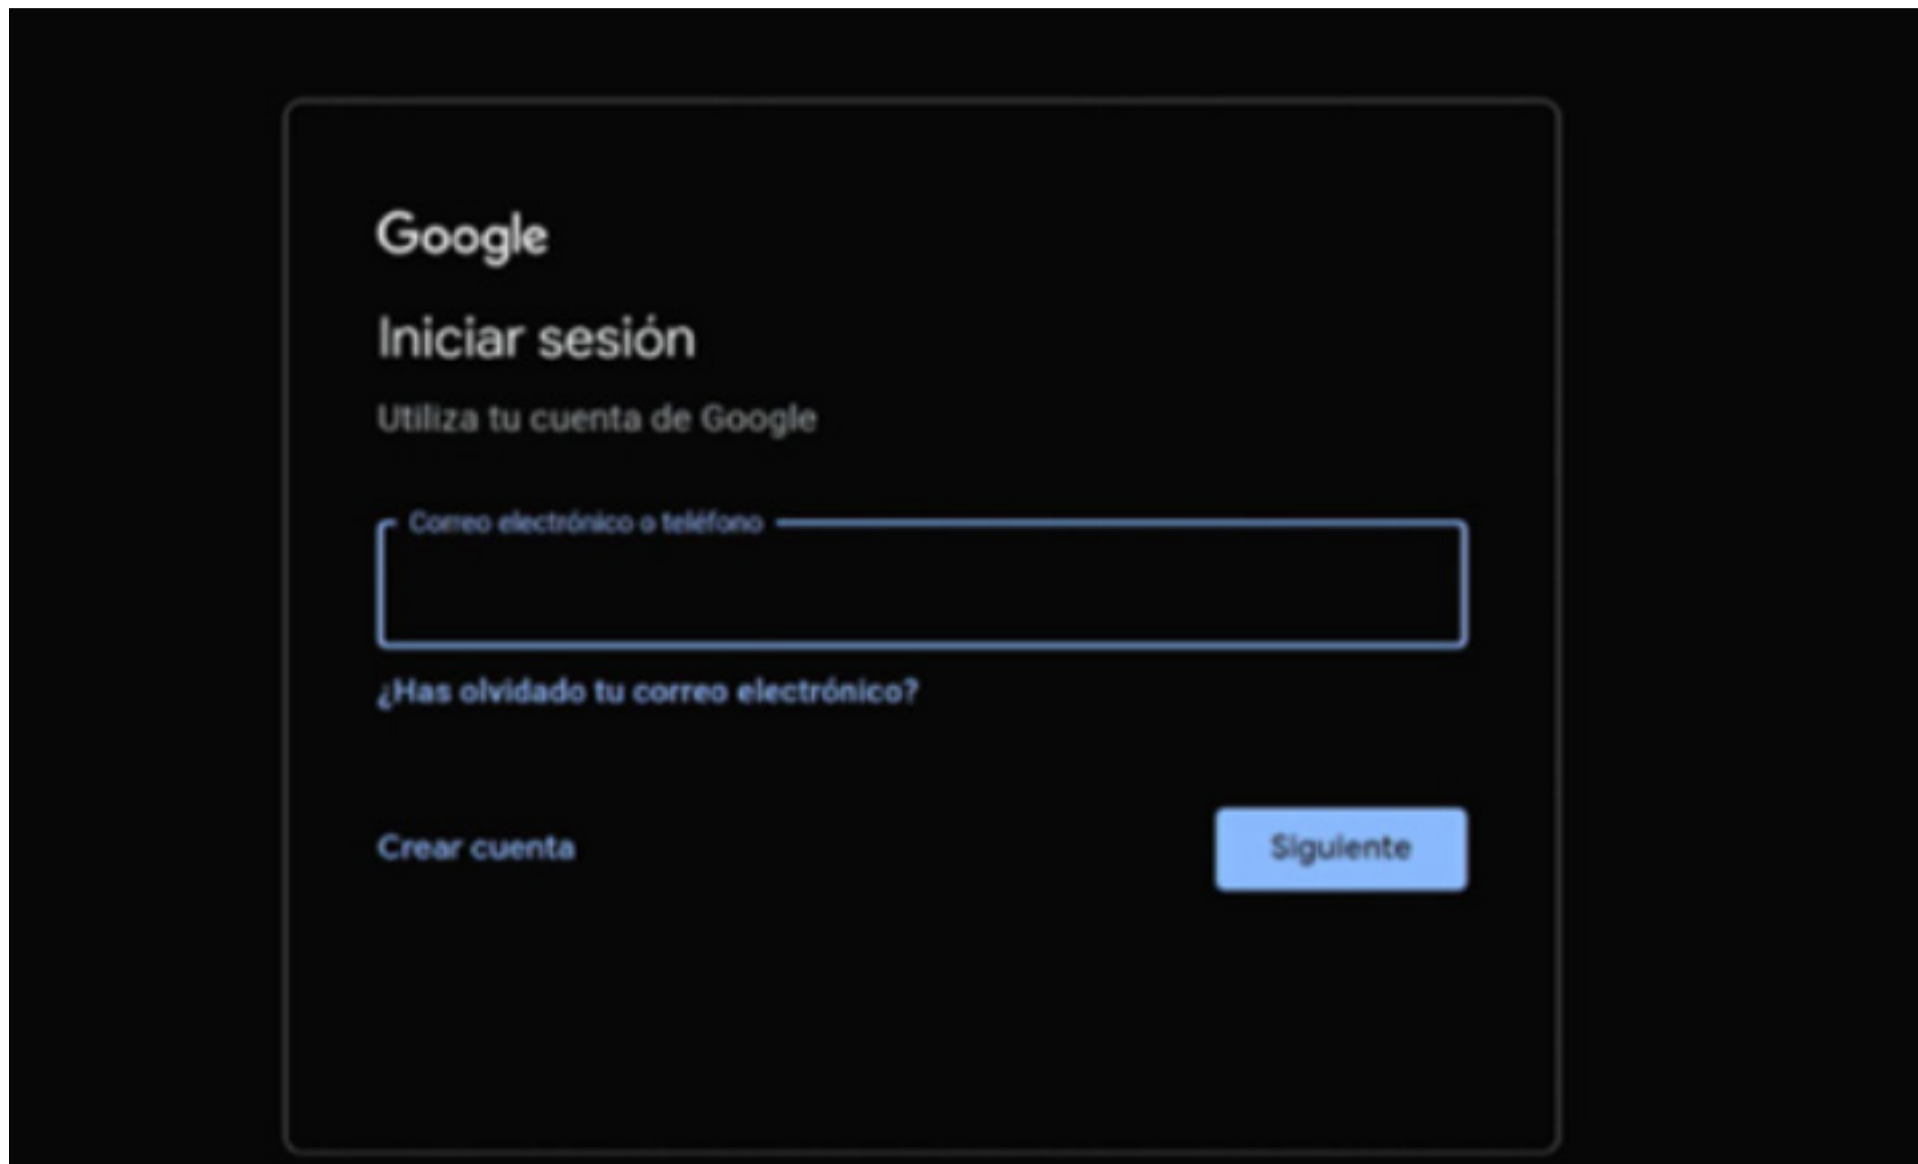 Google
Iniciar sesión
Utiliza tu cuenta de Google
Correo electrónico o teléfono
¿Has olvidado tu correo electrónico?
Crear cuenta
Siguiente